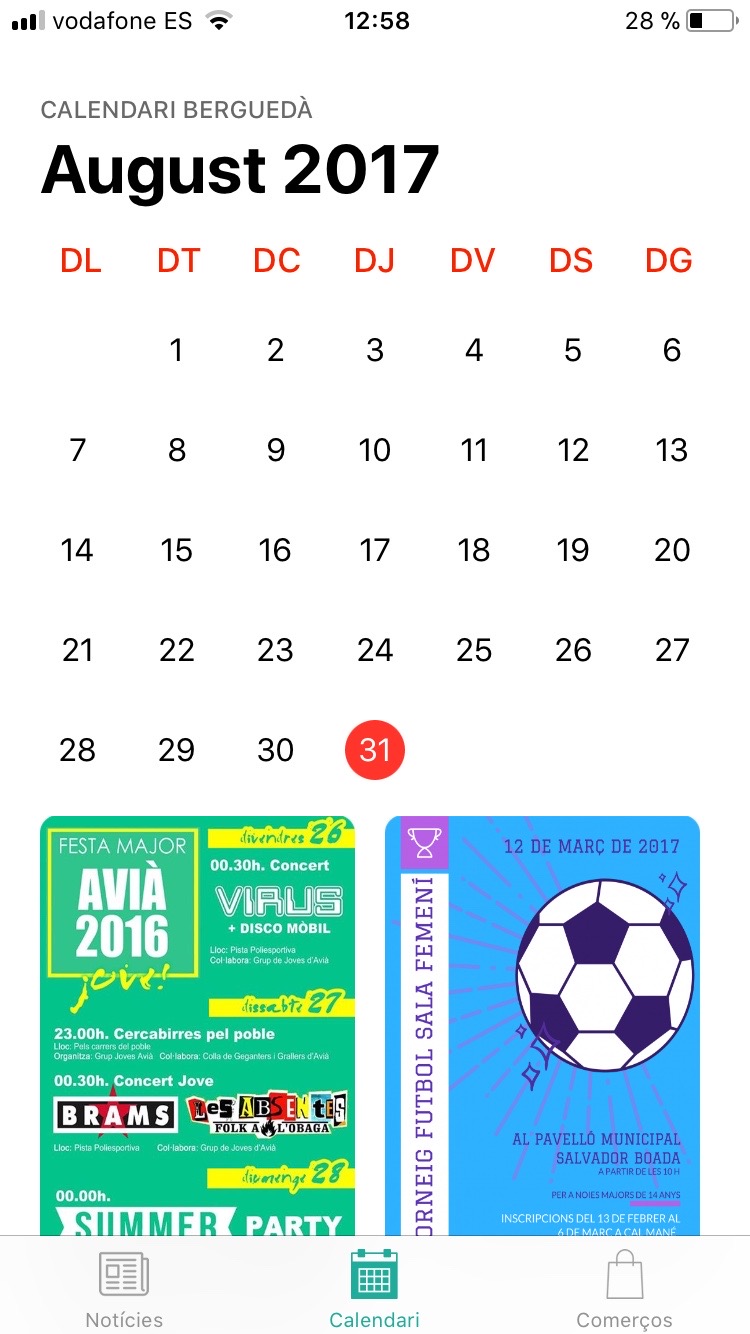 vodafone ES 12:58 28 %
CALENDARI BERGUEDÀ
August 2017
DL DT DC DJ DV DS DG
1 2 3 4 5 6
7 8 9 10 11 12 13
14 15 16 17 18 19 20
21 22 23 24 25 26 27
28 29 30 31
FESTA MAJOR
AVIÀ
2016
jove!
divendres 26
00.30h. Concert
VIRUS
+ DISCO MÒBIL
Lloc: Pista Poliesportiva
Col·labora: Grup de Joves d'Avià
dissabte 27
23.00h. Cercabirres pel poble
Lloc: Pels carrers del poble
Organitza: Grup Joves Avià Col·labora: Colla de Geganters i Grallers d'Avià
00.30h. Concert Jove
BRAMS Les ABSENTES
FOLK A L'OBAGA
Lloc: Pista Poliesportiva Col·labora: Grup de Joves d'Avià
diumenge 28
00.00h.
SUMMER PARTY
12 DE MARÇ DE 2017
ORNEIG FUTBOL SALA FEMENÍ
AL PAVELLÓ MUNICIPAL
SALVADOR BOADA
A PARTIR DE LES 10 H
PER A NOIES MAJORS DE 14 ANYS
INSCRIPCIONS DEL 13 DE FEBRER AL
6 DE MARÇ A CAL MANÉ.
Notícies Calendari Comerços